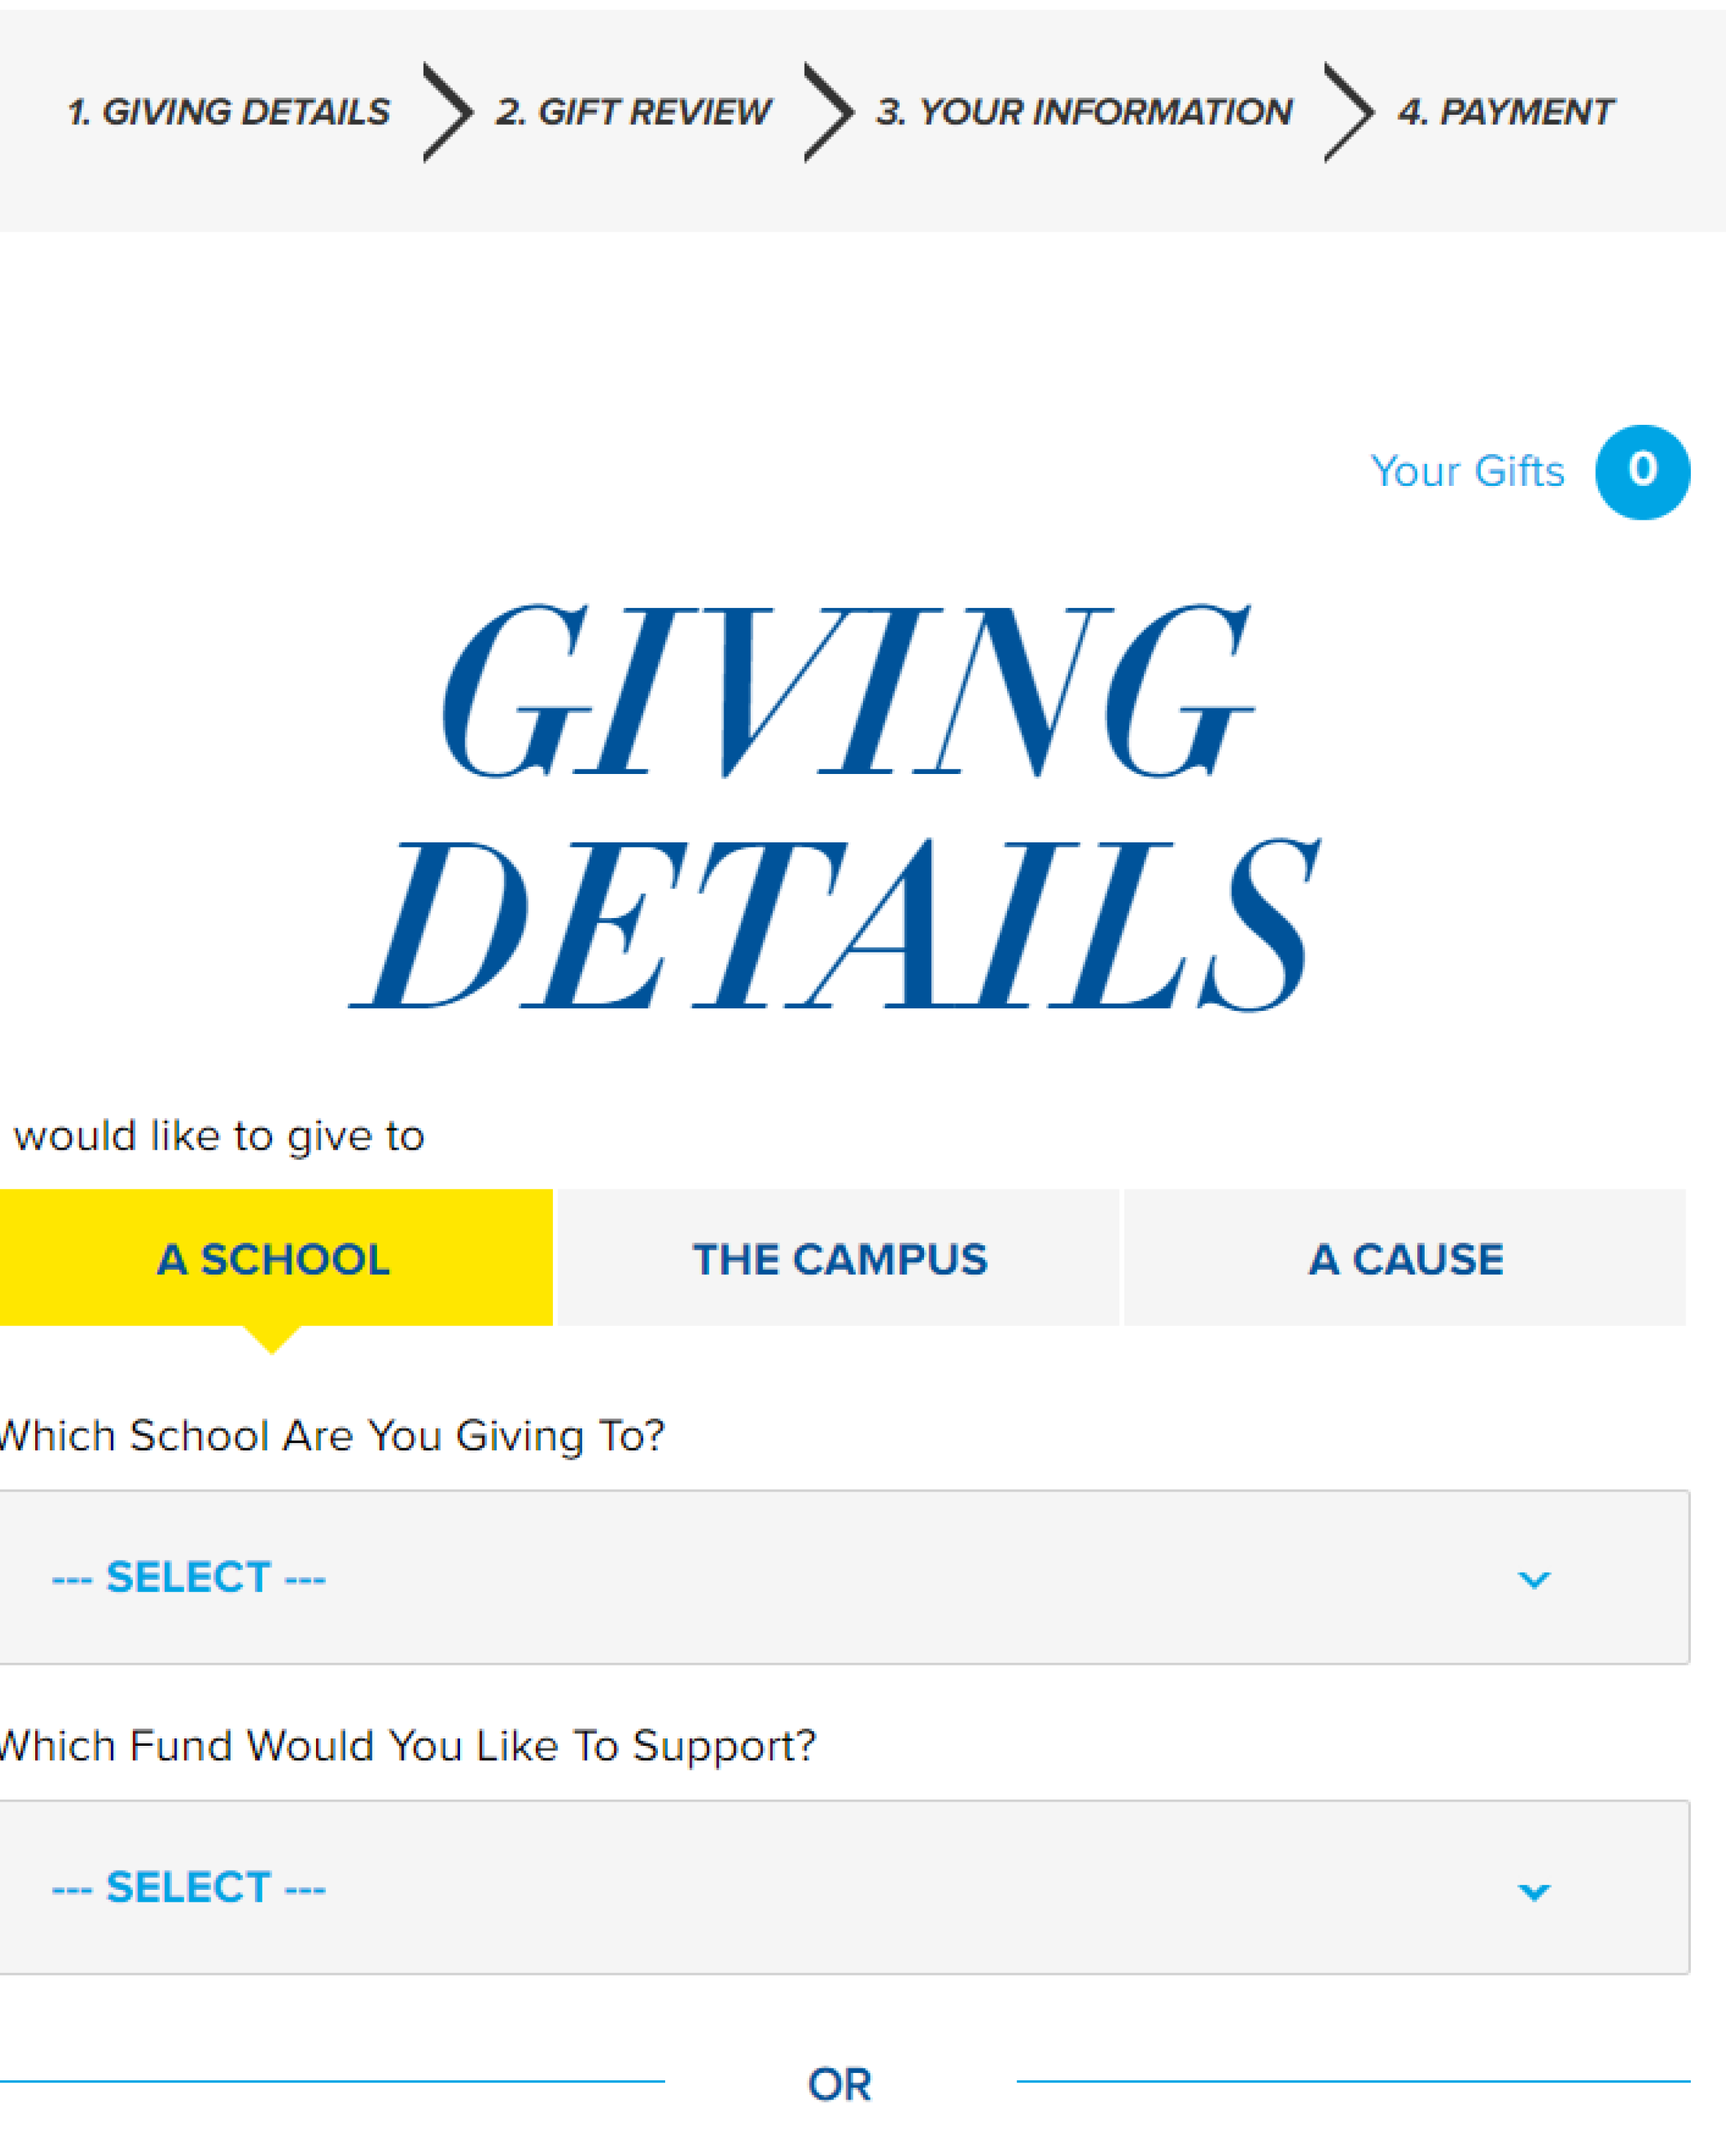 1. GIVING DETAILS 2. GIFT REVIEW 3. YOUR INFORMATION 4. PAYMENT
Your Gifts 0
GIVING
DETAILS
would like to give to
A SCHOOL THE CAMPUS A CAUSE
Which School Are You Giving To?
--- SELECT ---
Which Fund Would You Like To Support?
--- SELECT ---
OR